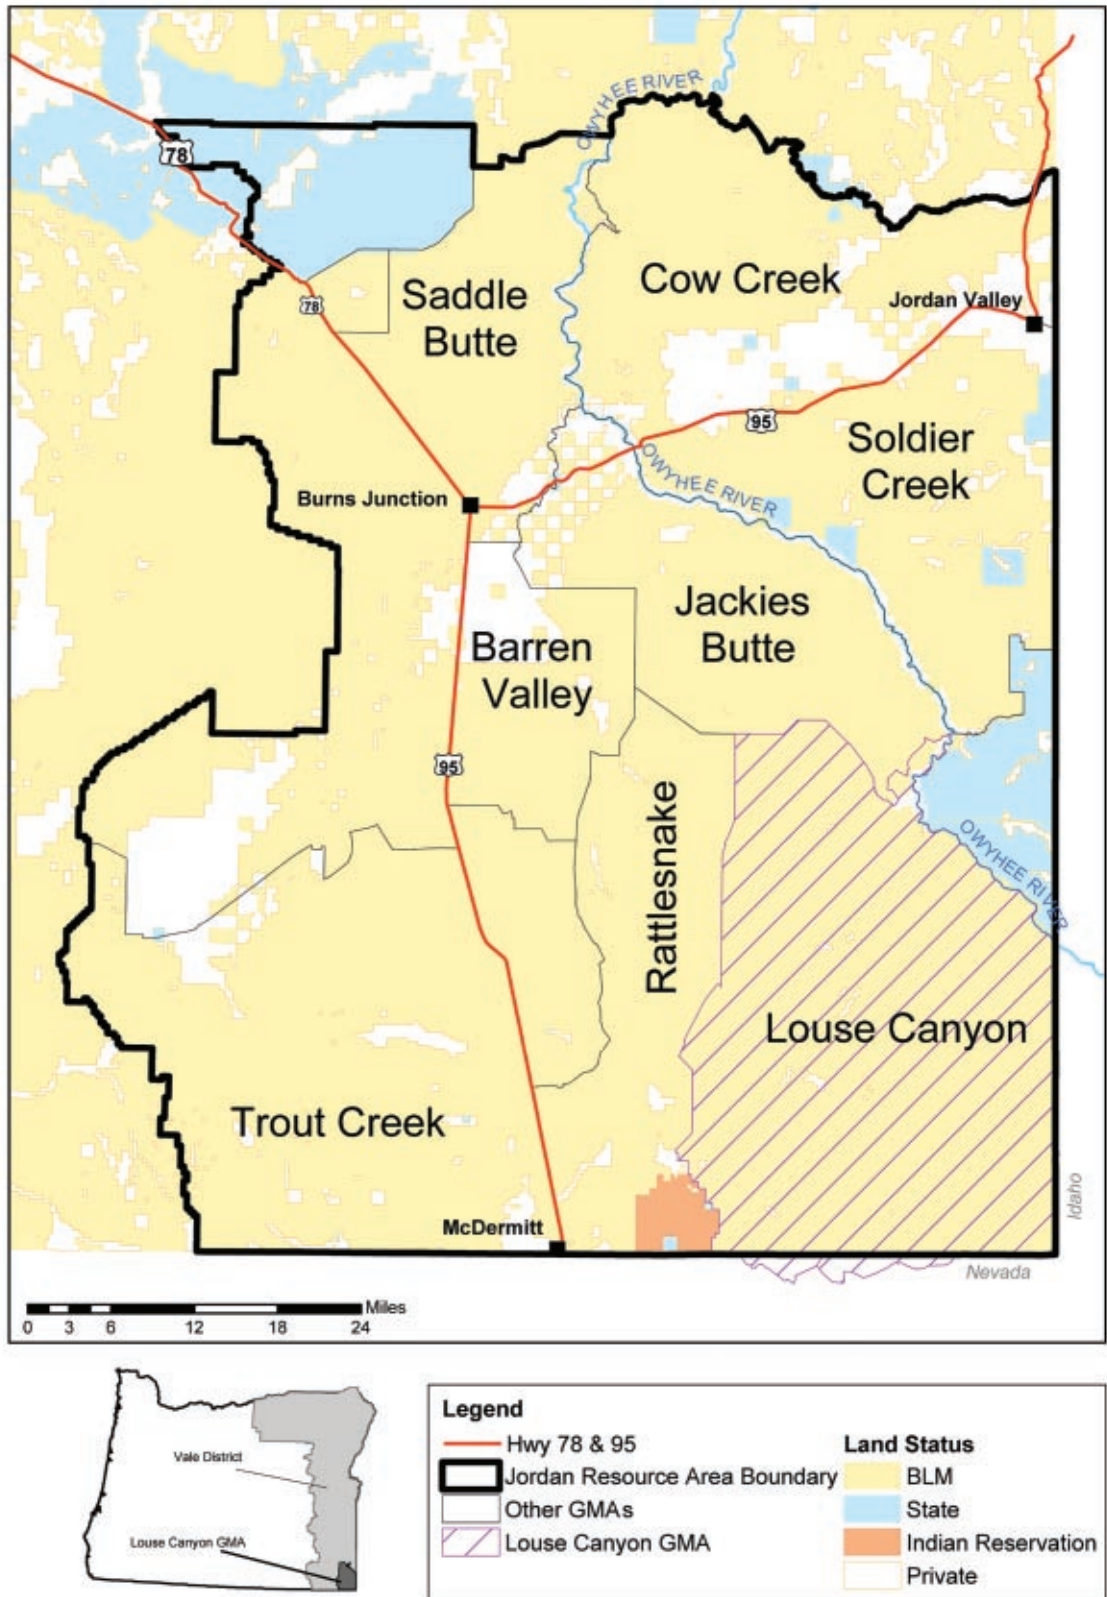 OWYHEE RIVER
78
78
Saddle
Butte
Cow Creek
Jordan Valley
95
Soldier
Creek
OWYHEE RIVER
Burns Junction
Jackies
Butte
Barren
Valley
95
Rattlesnake
OWYHEE RIVER
Louse Canyon
Trout Creek
McDermitt
Idaho
Nevada
Miles
0 3 6 12 18 24
Vale District
Louse Canyon GMA
Legend
Hwy 78 & 95
Jordan Resource Area Boundary
Other GMAs
Louse Canyon GMA
Land Status
BLM
State
Indian Reservation
Private